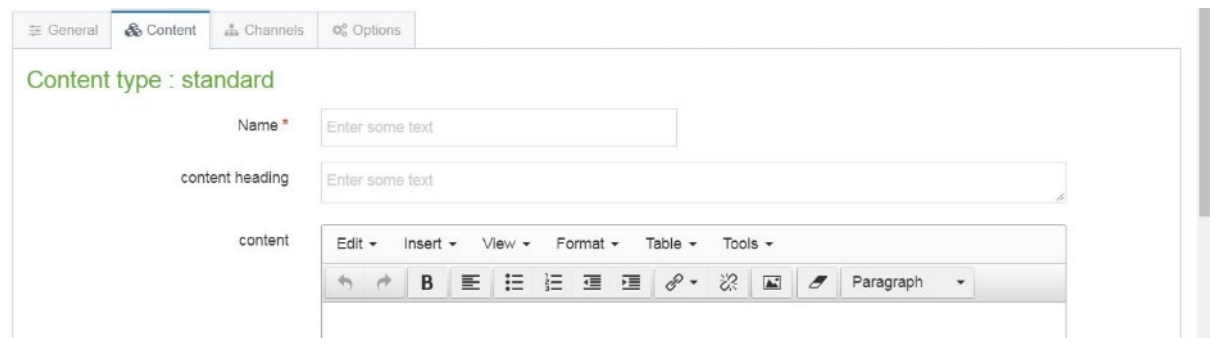 General Content Channels Options
Content type : standard
Name * Enter some text
content heading Enter some text
content Edit Insert View Format Table Tools
B Paragraph